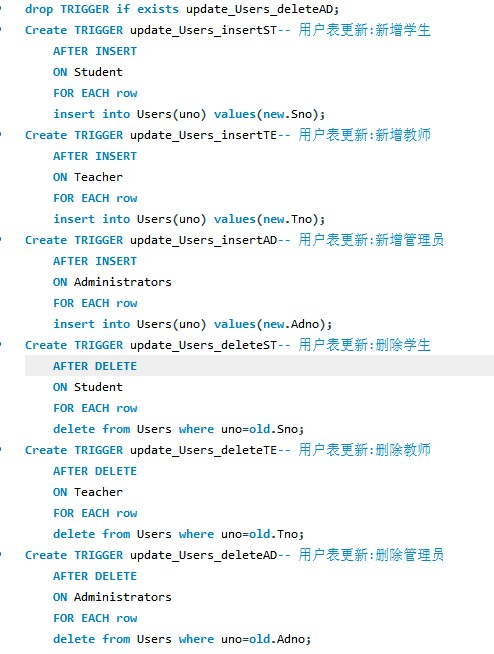 drop TRIGGER if exists update_Users_deleteAD;
Create TRIGGER update_Users_insertST-- 用户表更新:新增学生
AFTER INSERT
ON Student
FOR EACH row
insert into Users(uno) values(new.Sno);
Create TRIGGER update_Users_insertTE-- 用户表更新:新增教师
AFTER INSERT
ON Teacher
FOR EACH row
insert into Users(uno) values(new.Tno);
Create TRIGGER update_Users_insertAD-- 用户表更新:新增管理员
AFTER INSERT
ON Administrators
FOR EACH row
insert into Users(uno) values(new.Adno);
Create TRIGGER update_Users_deleteST-- 用户表更新:删除学生
AFTER DELETE
ON Student
FOR EACH row
delete from Users where uno=old.Sno;
Create TRIGGER update_Users_deleteTE-- 用户表更新:删除教师
AFTER DELETE
ON Teacher
FOR EACH row
delete from Users where uno=old.Tno;
Create TRIGGER update_Users_deleteAD-- 用户表更新:删除管理员
AFTER DELETE
ON Administrators
FOR EACH row
delete from Users where uno=old.Adno;